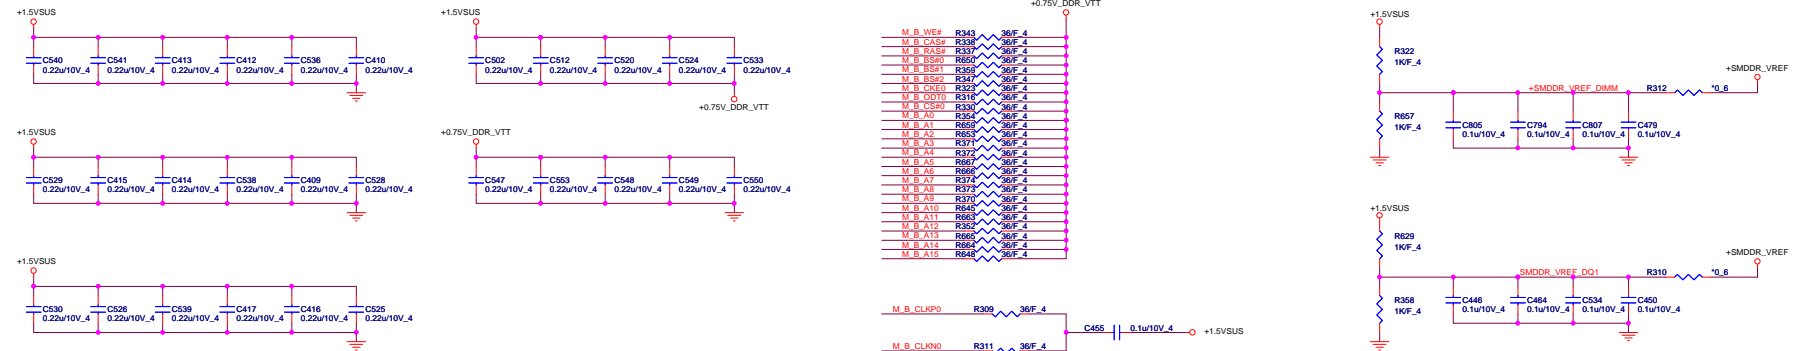 +1.5VSUS
C540 0.22u/10V_4
C541 0.22u/10V_4
C413 0.22u/10V_4
C412 0.22u/10V_4
C536 0.22u/10V_4
C410 0.22u/10V_4
+1.5VSUS
C529 0.22u/10V_4
C415 0.22u/10V_4
C414 0.22u/10V_4
C538 0.22u/10V_4
C409 0.22u/10V_4
C528 0.22u/10V_4
+1.5VSUS
C530 0.22u/10V_4
C526 0.22u/10V_4
C539 0.22u/10V_4
C417 0.22u/10V_4
C416 0.22u/10V_4
C525 0.22u/10V_4
+1.5VSUS
C502 0.22u/10V_4
C512 0.22u/10V_4
C520 0.22u/10V_4
C524 0.22u/10V_4
C533 0.22u/10V_4
+0.75V_DDR_VTT
+0.75V_DDR_VTT
C547 0.22u/10V_4
C553 0.22u/10V_4
C548 0.22u/10V_4
C549 0.22u/10V_4
C550 0.22u/10V_4
+0.75V_DDR_VTT
M_B_WE# R343 36/F_4
M_B_CAS# R338 36/F_4
M_B_RAS# R337 36/F_4
M_B_BS#0 R650 36/F_4
M_B_BS#1 R359 36/F_4
M_B_BS#2 R347 36/F_4
M_B_CKE0 R323 36/F_4
M_B_ODT0 R316 36/F_4
M_B_CS#0 R330 36/F_4
M_B_A0 R354 36/F_4
M_B_A1 R659 36/F_4
M_B_A2 R653 36/F_4
M_B_A3 R371 36/F_4
M_B_A4 R372 36/F_4
M_B_A5 R667 36/F_4
M_B_A6 R666 36/F_4
M_B_A7 R374 36/F_4
M_B_A8 R373 36/F_4
M_B_A9 R370 36/F_4
M_B_A10 R645 36/F_4
M_B_A11 R663 36/F_4
M_B_A12 R352 36/F_4
M_B_A13 R665 36/F_4
M_B_A14 R664 36/F_4
M_B_A15 R648 36/F_4
M_B_CLKP0 R309 36/F_4
C455 0.1u/10V_4 +1.5VSUS
M_B_CLKN0 R311 36/F_4
+1.5VSUS
R322
1K/F_4
+SMDDR_VREF
+SMDDR_VREF_DIMM R312 *0_6
R657
1K/F_4
C805 0.1u/10V_4
C794 0.1u/10V_4
C807 0.1u/10V_4
C479 0.1u/10V_4
+1.5VSUS
R629
1K/F_4
+SMDDR_VREF
SMDDR_VREF_DQ1 R310 *0_6
R358
1K/F_4
C446 0.1u/10V_4
C464 0.1u/10V_4
C534 0.1u/10V_4
C450 0.1u/10V_4